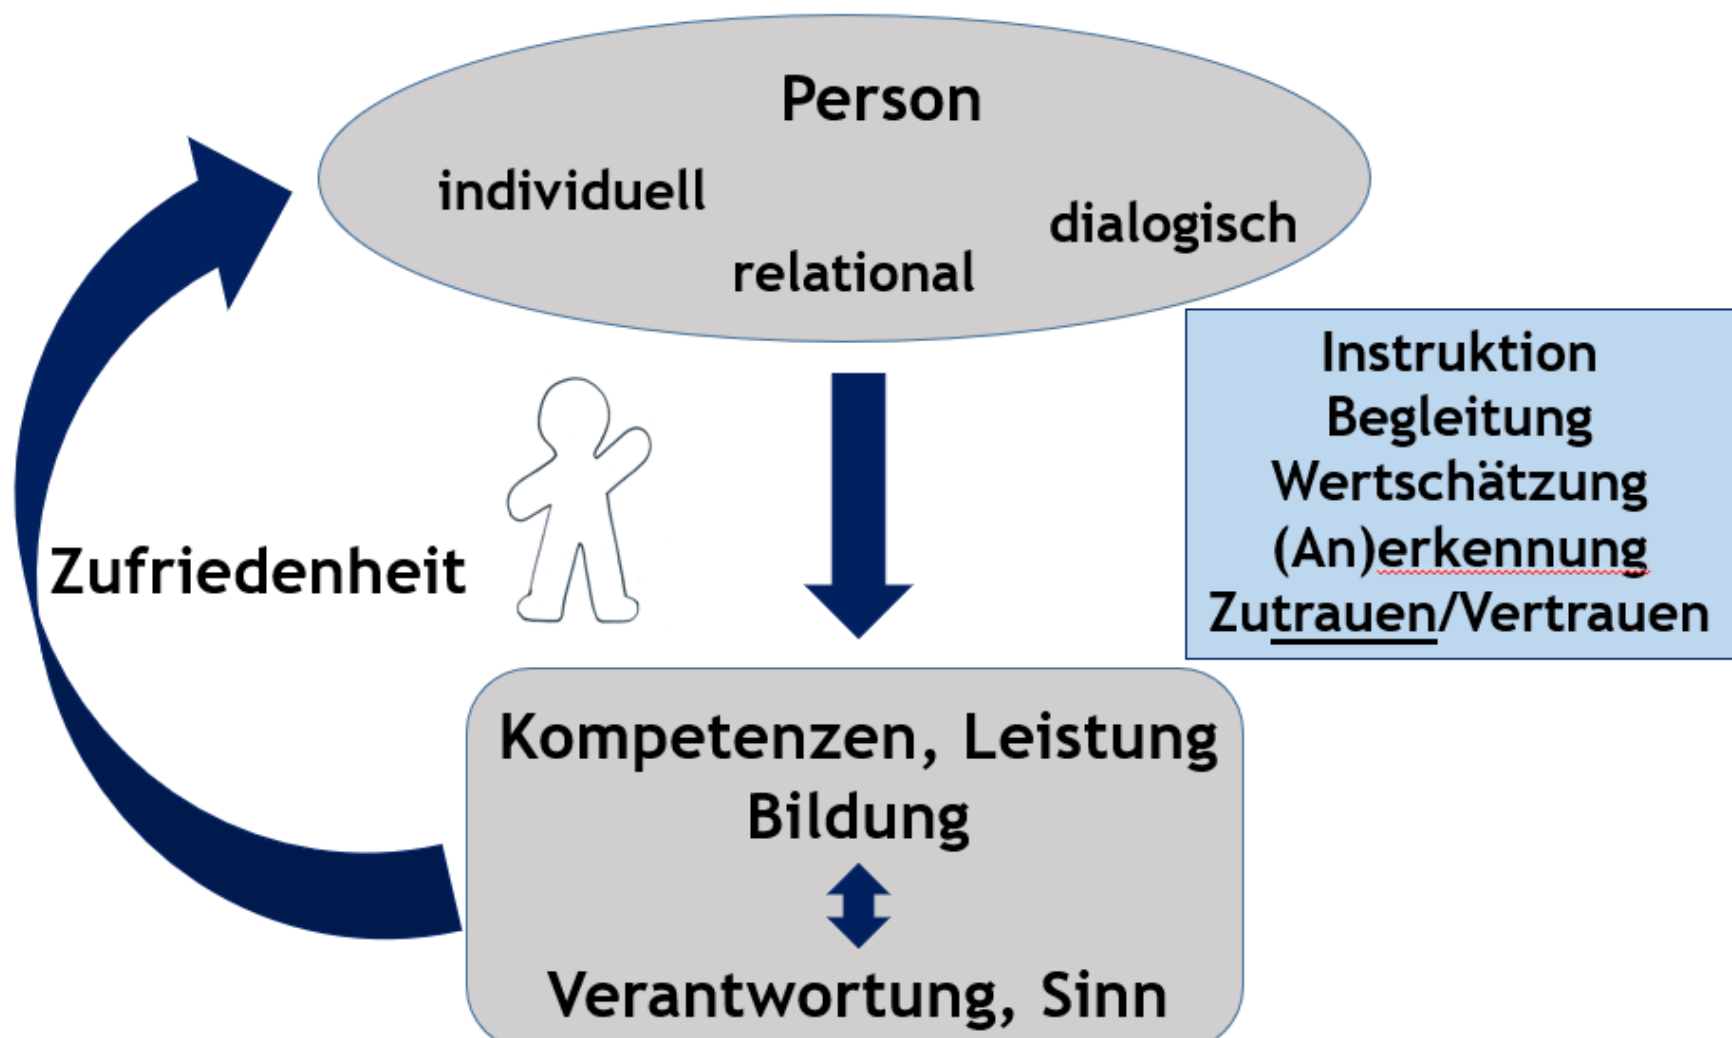 Person
individuell
dialogisch
relational
Instruktion
Begleitung
Wertschätzung
(An)erkennung
Zutrauen/Vertrauen
Zufriedenheit
Kompetenzen, Leistung
Bildung
Verantwortung, Sinn